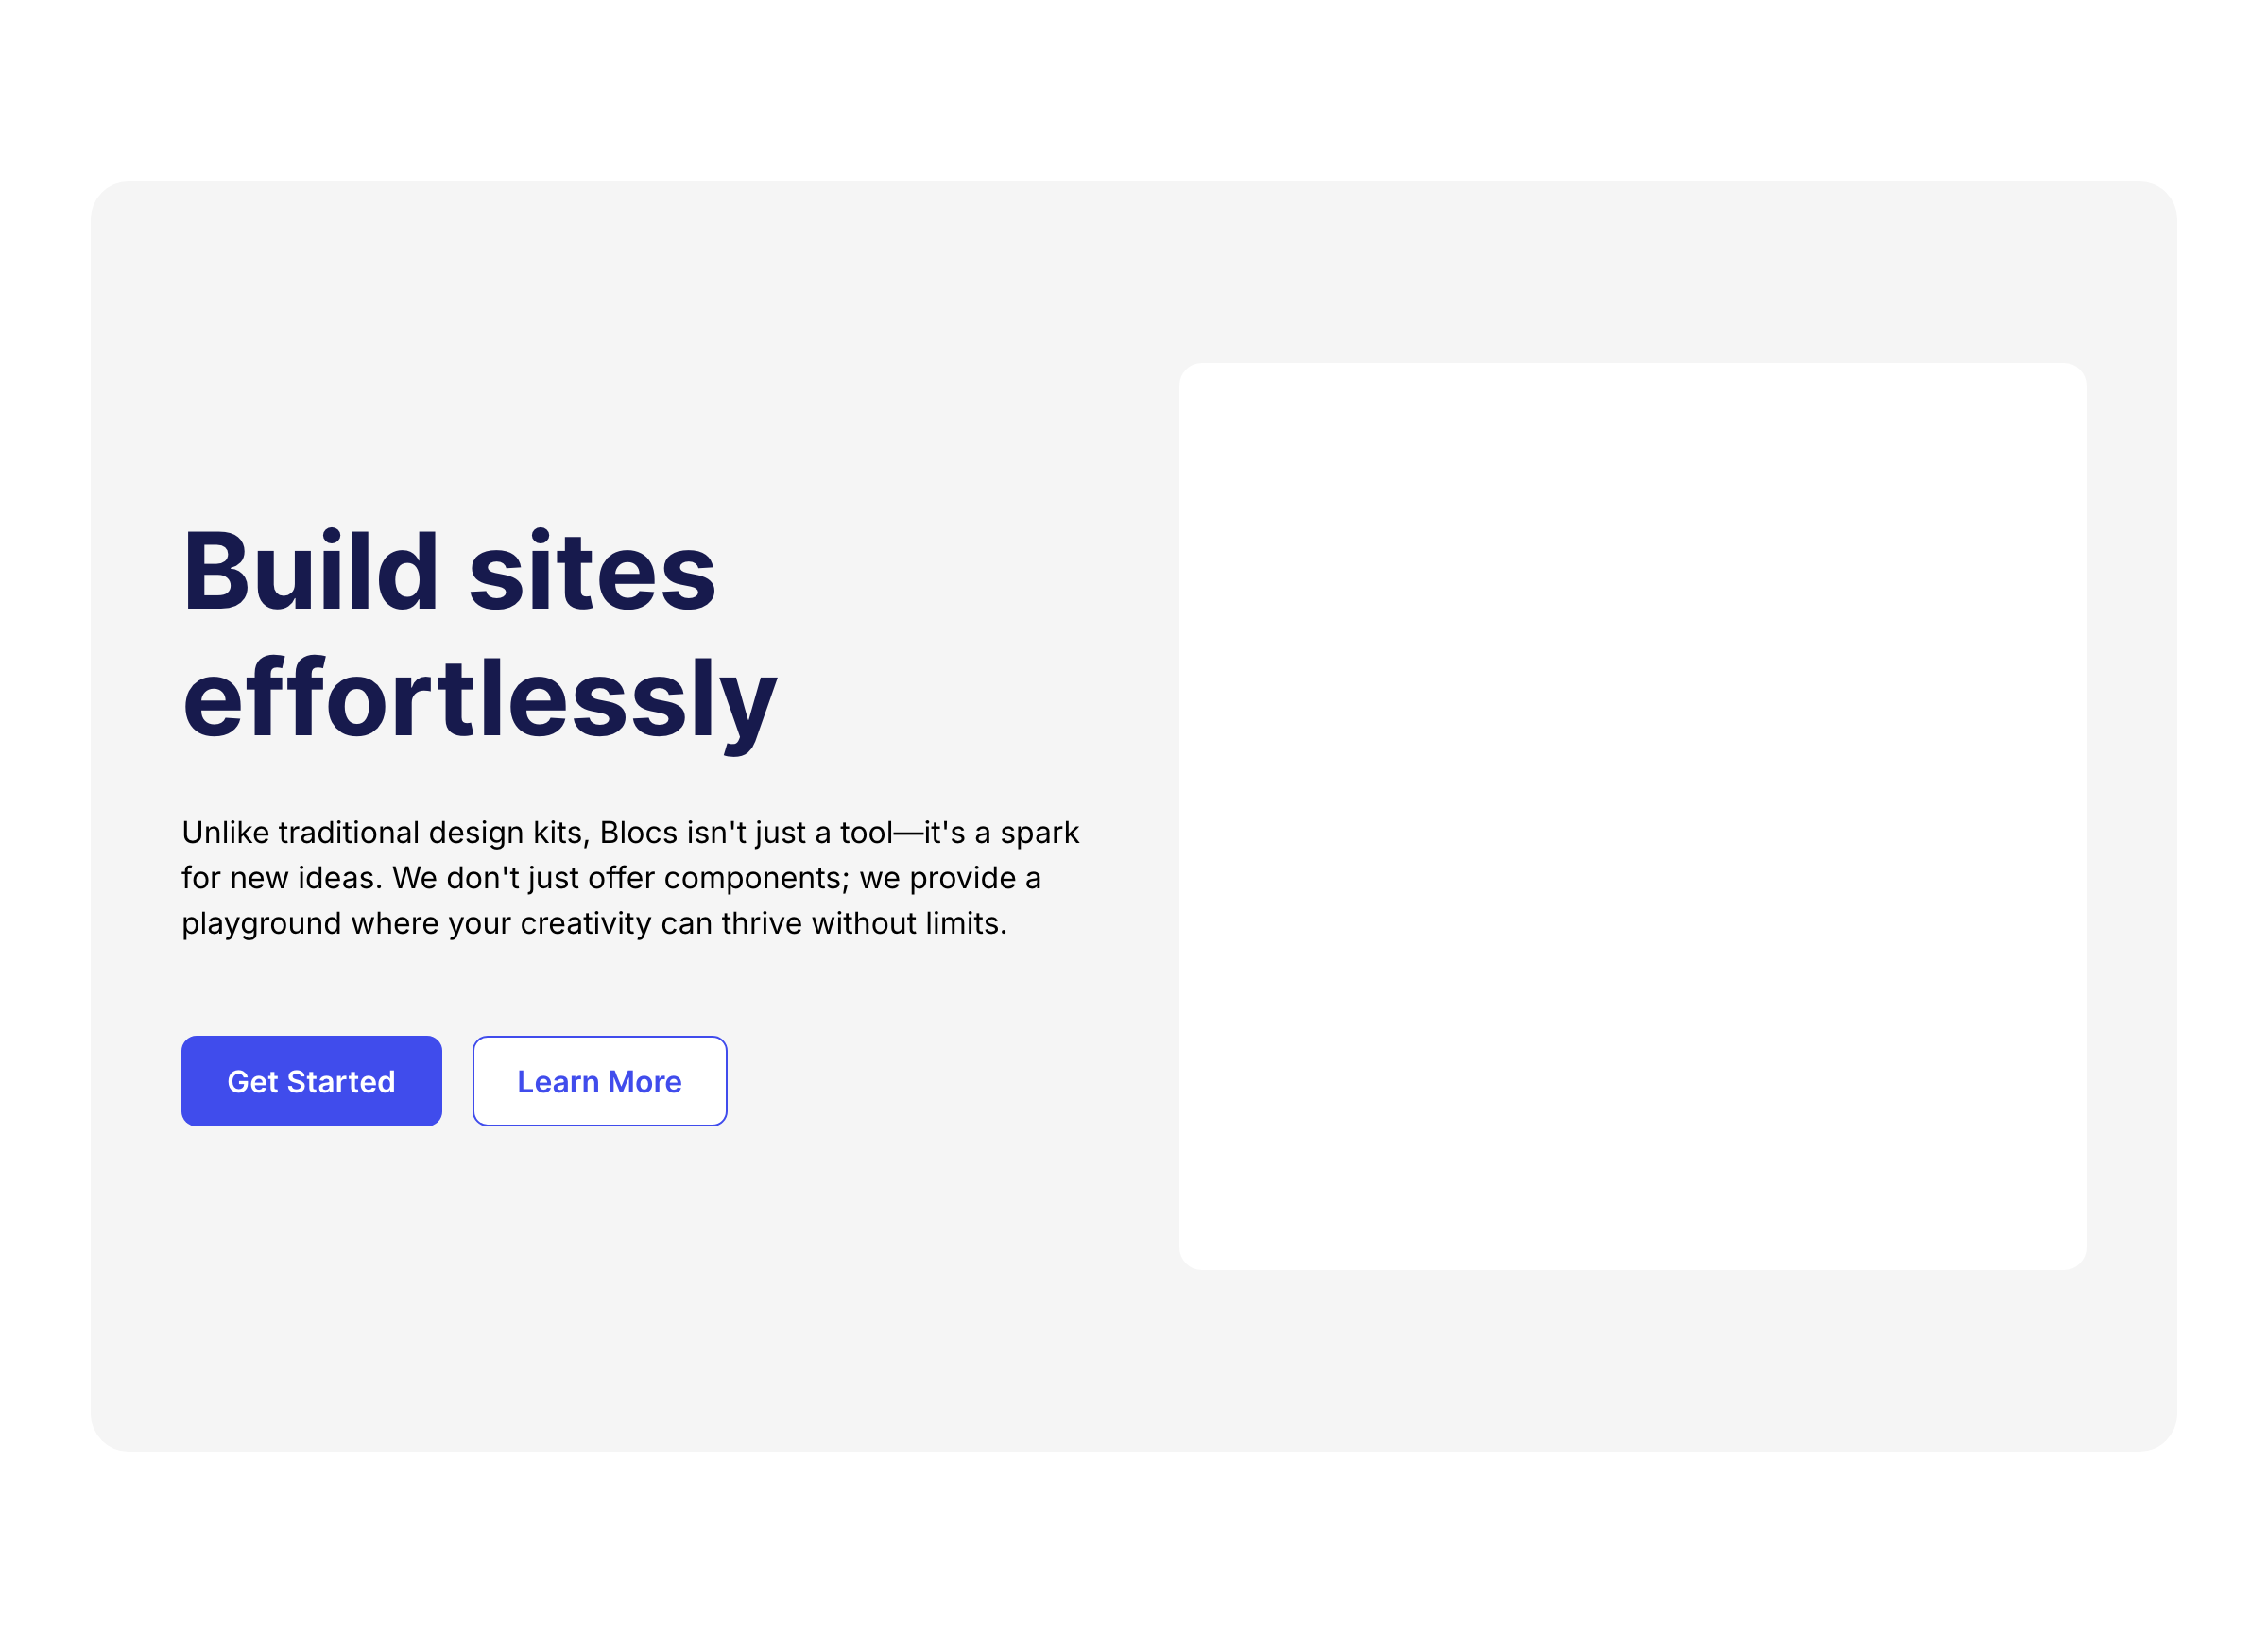 Build sites
effortlessly
Unlike traditional design kits, Blocs isn't just a tool—it's a spark
for new ideas. We don't just offer components; we provide a
playground where your creativity can thrive without limits.
Get Started
Learn More